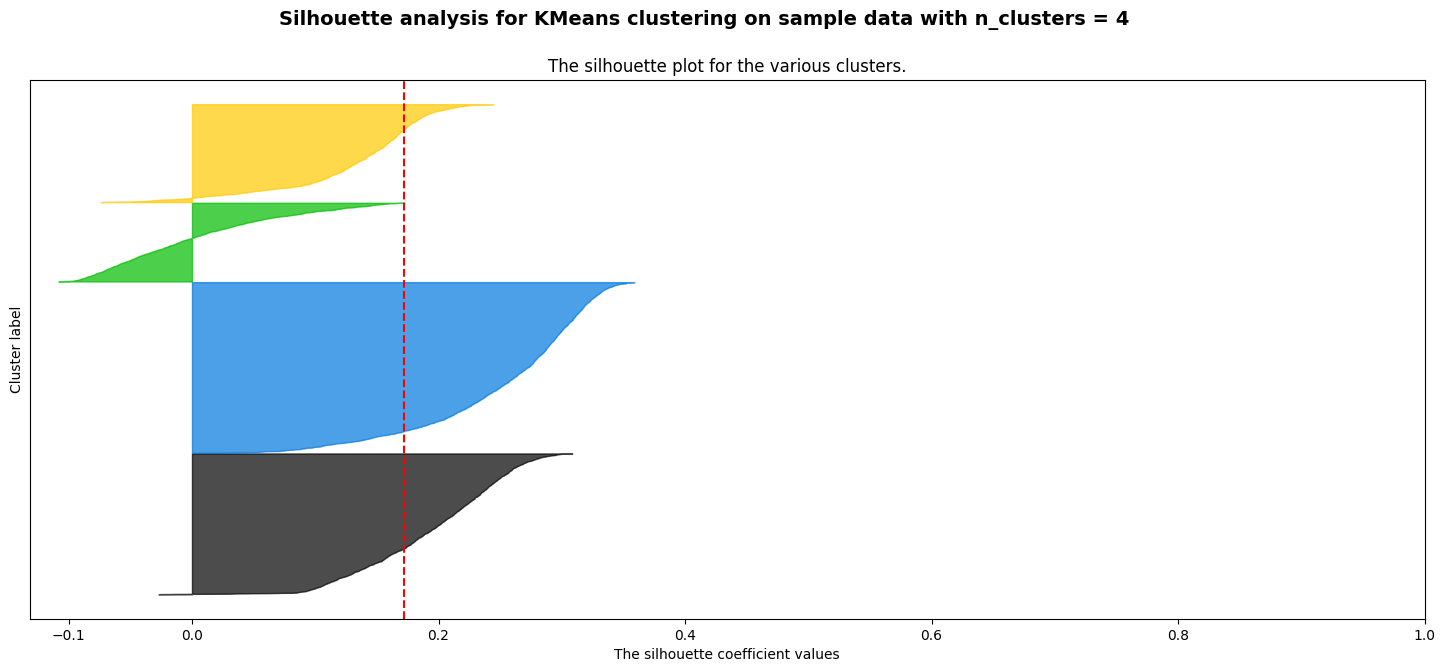 Silhouette analysis for KMeans clustering on sample data with n_clusters = 4
The silhouette plot for the various clusters.
Cluster label
−0.1 0.0 0.2 0.4 0.6 0.8 1.0
The silhouette coefficient values